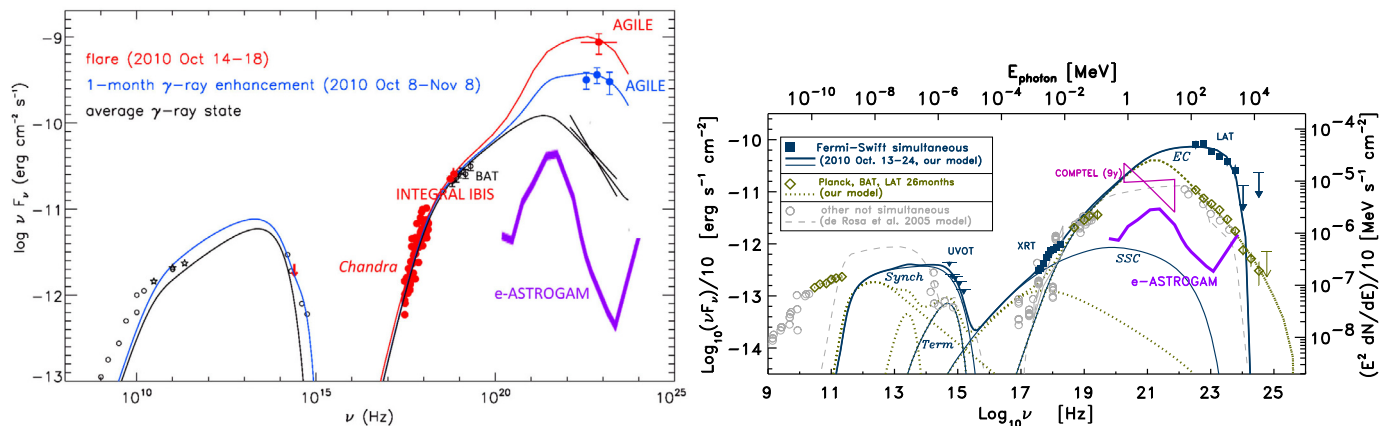 AGILE
flare (2010 Oct 14-18)
1-month γ-ray enhancement (2010 Oct 8-Nov 8)
AGILE
average γ-ray state
BAT
INTEGRAL IBIS
Chandra
e-ASTROGAM
log ν Fν (erg cm⁻² s⁻¹)
-9
-10
-11
-12
-13
10¹⁰
10¹⁵
10²⁰
10²⁵
ν (Hz)
E_photon [MeV]
10⁻¹⁰
10⁻⁸
10⁻⁶
10⁻⁴
10⁻²
1
10²
10⁴
Fermi-Swift simultaneous
(2010 Oct. 13-24, our model)
Planck, BAT, LAT 26months
(our model)
other not simultaneous
(de Rosa et al. 2005 model)
LAT
EC
COMPTEL (9y)
UVOT
XRT
Synch
SSC
e-ASTROGAM
Term
Log₁₀(νFν)/10 [erg s⁻¹ cm⁻²]
-10
-11
-12
-13
-14
10⁻⁴
10⁻⁵
10⁻⁶
10⁻⁷
10⁻⁸
(E² dN/dE)/10 [MeV s⁻¹ cm⁻²]
9
11
13
15
17
19
21
23
25
Log₁₀ν [Hz]